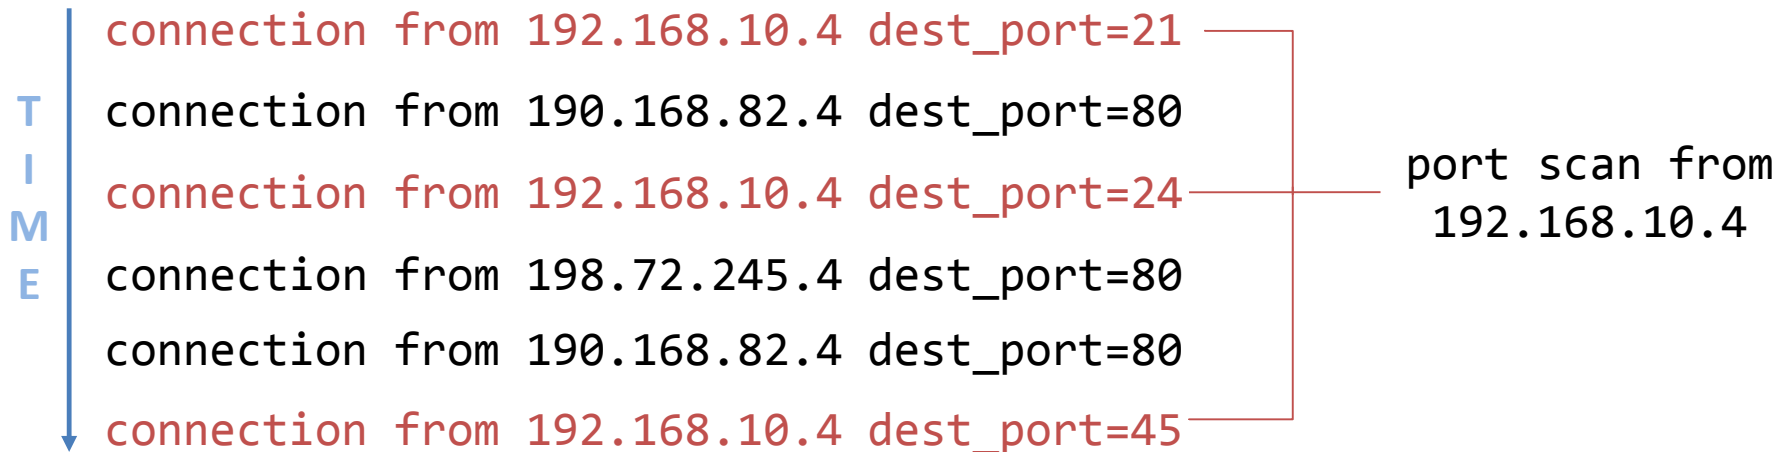 TIME
connection from 192.168.10.4 dest_port=21
connection from 190.168.82.4 dest_port=80
connection from 192.168.10.4 dest_port=24
connection from 198.72.245.4 dest_port=80
connection from 190.168.82.4 dest_port=80
connection from 192.168.10.4 dest_port=45
port scan from
192.168.10.4